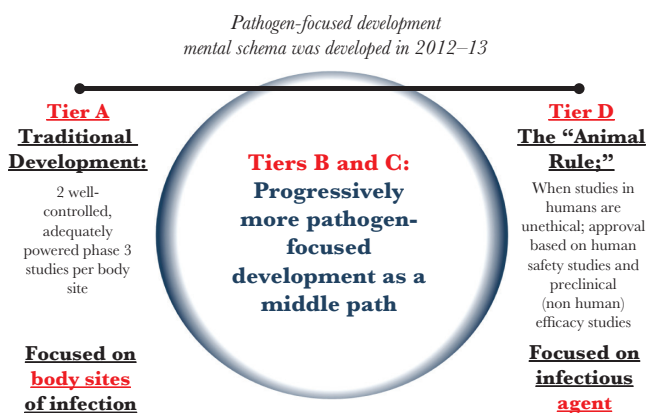 Pathogen-focused development
mental schema was developed in 2012–13
Tier A
Traditional
Development:
2 well-
controlled,
adequately
powered phase 3
studies per body
site
Focused on
body sites
of infection
Tiers B and C:
Progressively
more pathogen-
focused
development as a
middle path
Tier D
The “Animal
Rule;”
When studies in
humans are
unethical; approval
based on human
safety studies and
preclinical
(non human)
efficacy studies
Focused on
infectious
agent